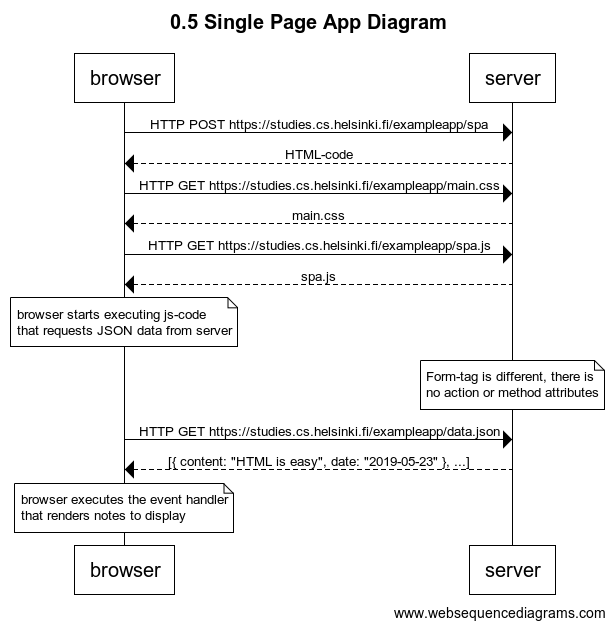 0.5 Single Page App Diagram
browser
server
HTTP POST https://studies.cs.helsinki.fi/exampleapp/spa
HTML-code
HTTP GET https://studies.cs.helsinki.fi/exampleapp/main.css
main.css
HTTP GET https://studies.cs.helsinki.fi/exampleapp/spa.js
spa.js
browser starts executing js-code
that requests JSON data from server
Form-tag is different, there is
no action or method attributes
HTTP GET https://studies.cs.helsinki.fi/exampleapp/data.json
[{ content: "HTML is easy", date: "2019-05-23" }, ...]
browser executes the event handler
that renders notes to display
browser
server
www.websequencediagrams.com